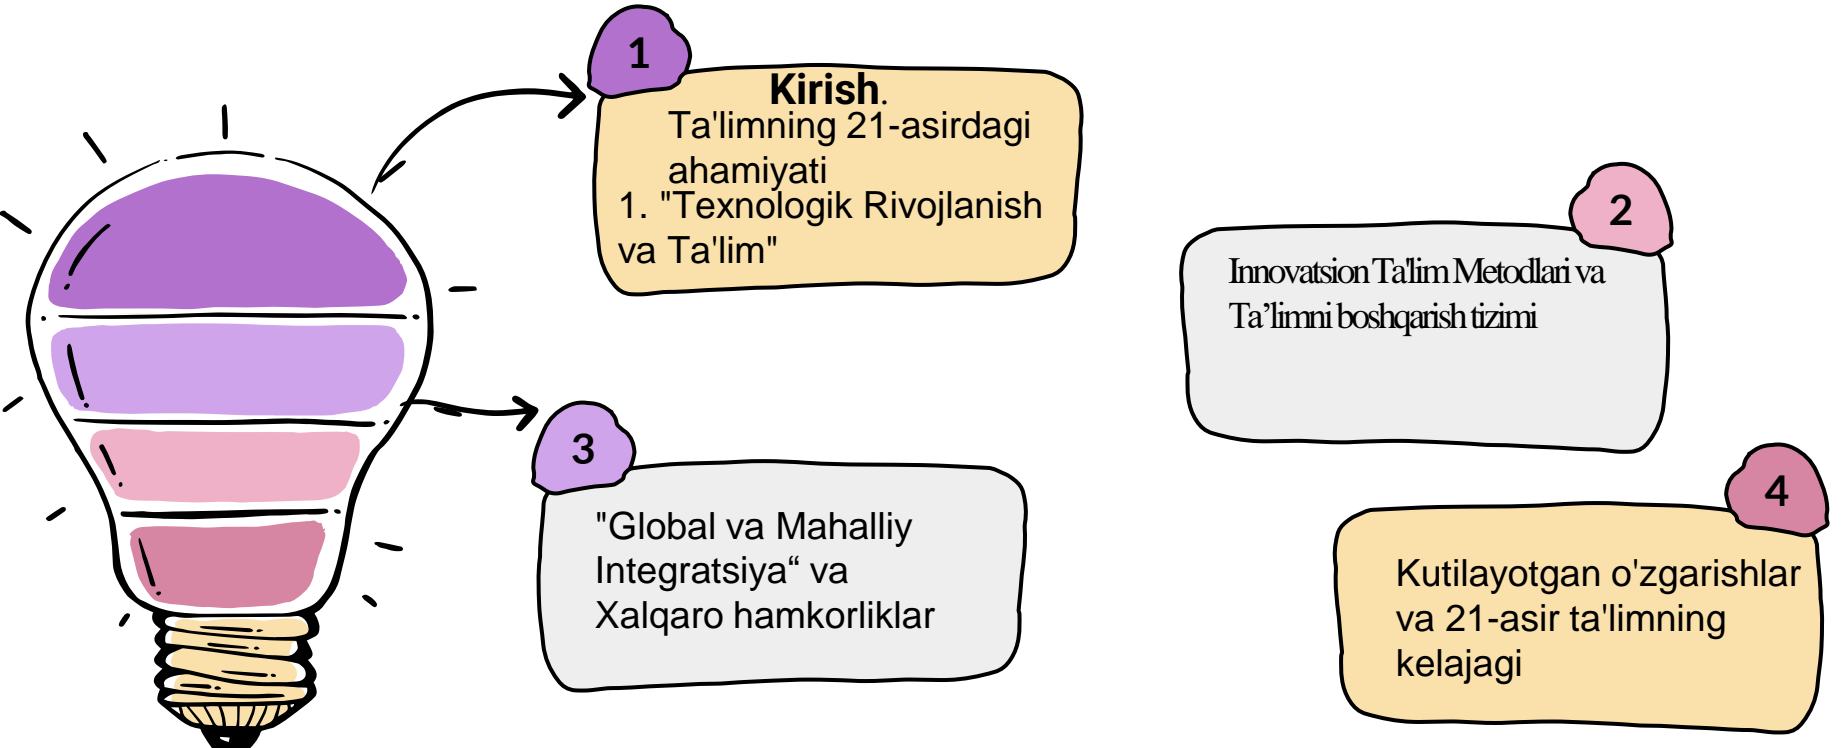 1
Kirish.
Ta'limning 21-asirdagi
ahamiyati
1. "Texnologik Rivojlanish
va Ta'lim"
2
Innovatsion Ta'lim Metodlari va
Ta’limni boshqarish tizimi
3
"Global va Mahalliy
Integratsiya“ va
Xalqaro hamkorliklar
4
Kutilayotgan o'zgarishlar
va 21-asir ta'limning
kelajagi